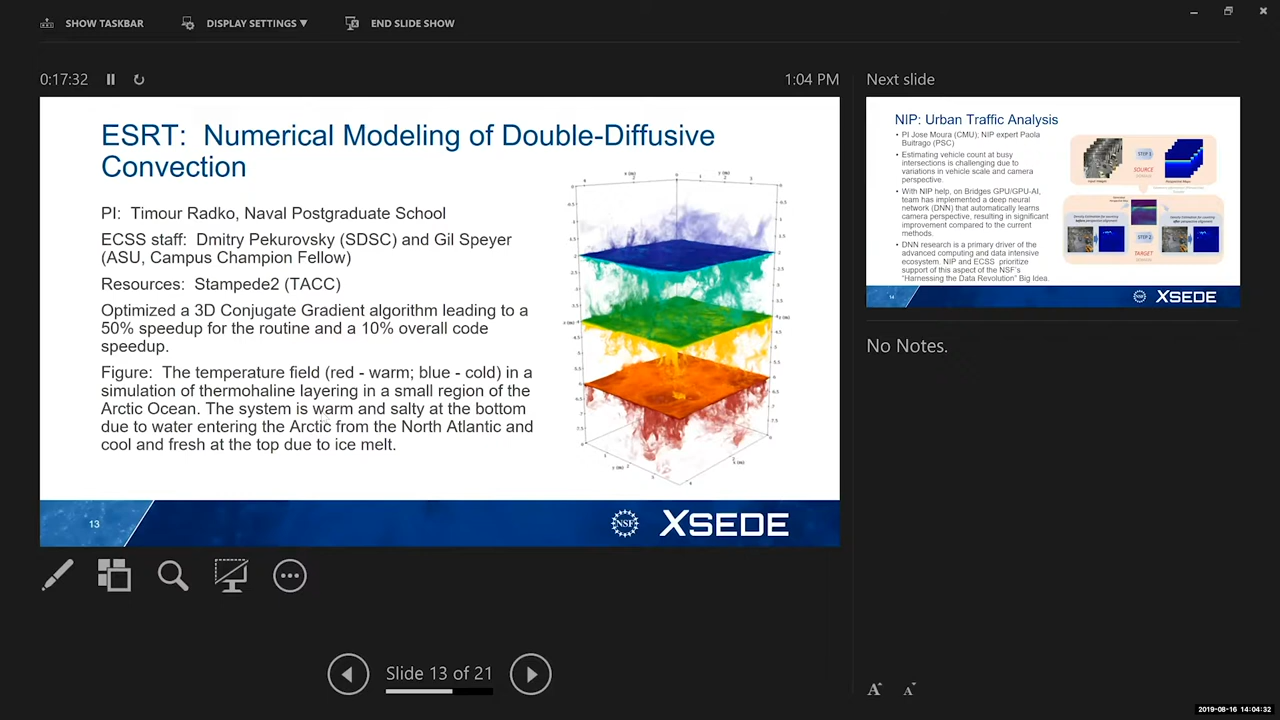 SHOW TASKBAR
DISPLAY SETTINGS ▼
END SLIDE SHOW
0:17:32
1:04 PM
ESRT:  Numerical Modeling of Double-Diffusive
Convection
PI:  Timour Radko, Naval Postgraduate School
ECSS staff:  Dmitry Pekurovsky (SDSC) and Gil Speyer
(ASU, Campus Champion Fellow)
Resources:  Stampede2 (TACC)
Optimized a 3D Conjugate Gradient algorithm leading to a
50% speedup for the routine and a 10% overall code
speedup.
Figure:  The temperature field (red - warm; blue - cold) in a
simulation of thermohaline layering in a small region of the
Arctic Ocean. The system is warm and salty at the bottom
due to water entering the Arctic from the North Atlantic and
cool and fresh at the top due to ice melt.
13
NSF
XSEDE
Slide 13 of 21
Next slide
NIP: Urban Traffic Analysis
• PI Jose Moura (CMU); NIP expert Paola
Buitrago (PSC)
• Estimating vehicle count at busy
intersections is challenging due to
variations in vehicle scale and camera
perspective.
• With NIP help, on Bridges GPU/GPU-AI,
team has implemented a deep neural
network (DNN) that automatically learns
camera perspective, resulting in significant
improvement compared to the current
methods.
• DNN research is a primary driver of the
advanced computing and data intensive
ecosystem. NIP and ECSS  prioritize
support of this aspect of the NSF's
"Harnessing the Data Revolution" Big Idea.
STEP 1
SOURCE
STEP 2
TARGET
14
XSEDE
No Notes.
A
A
2019-08-16 14:04:32